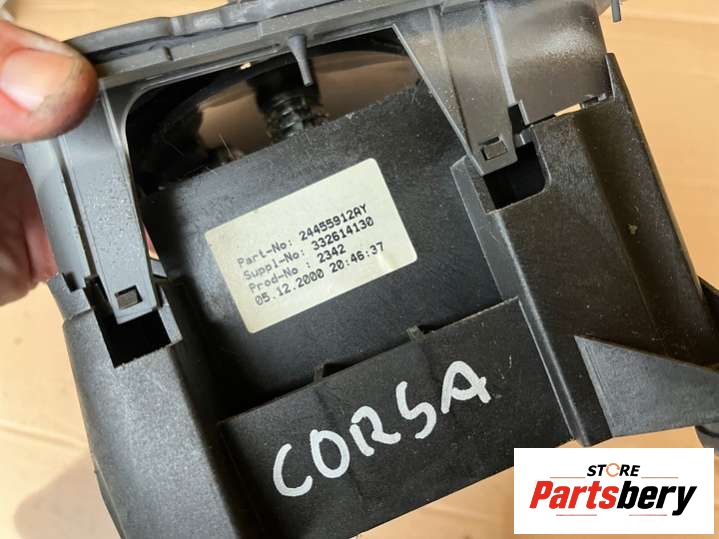 Part-No: 24455912AY
Suppl-No: 332614130
Prod-No : 2342
05.12.2000 20:46:37
CORSA
STORE
Partsbery